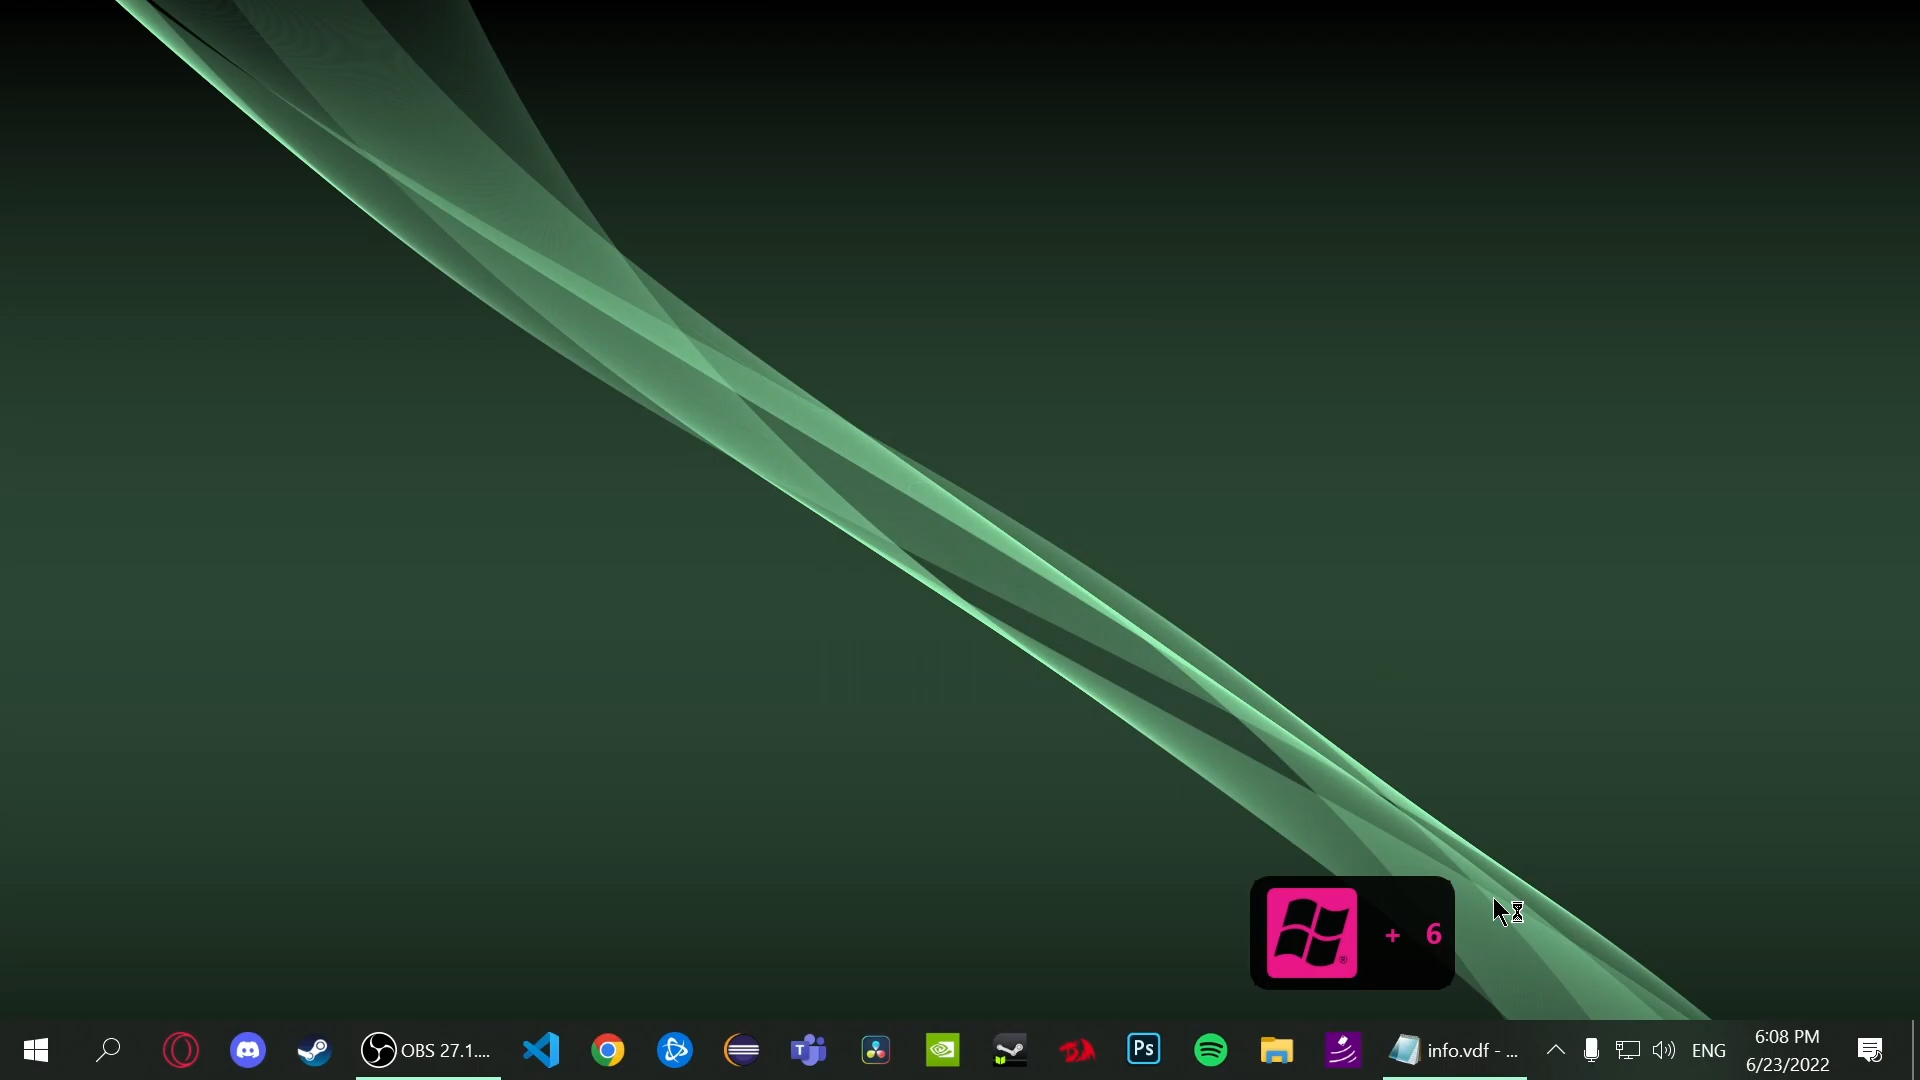 + 6
OBS 27.1....
Ps
info.vdf - ...
ENG
6:08 PM
6/23/2022